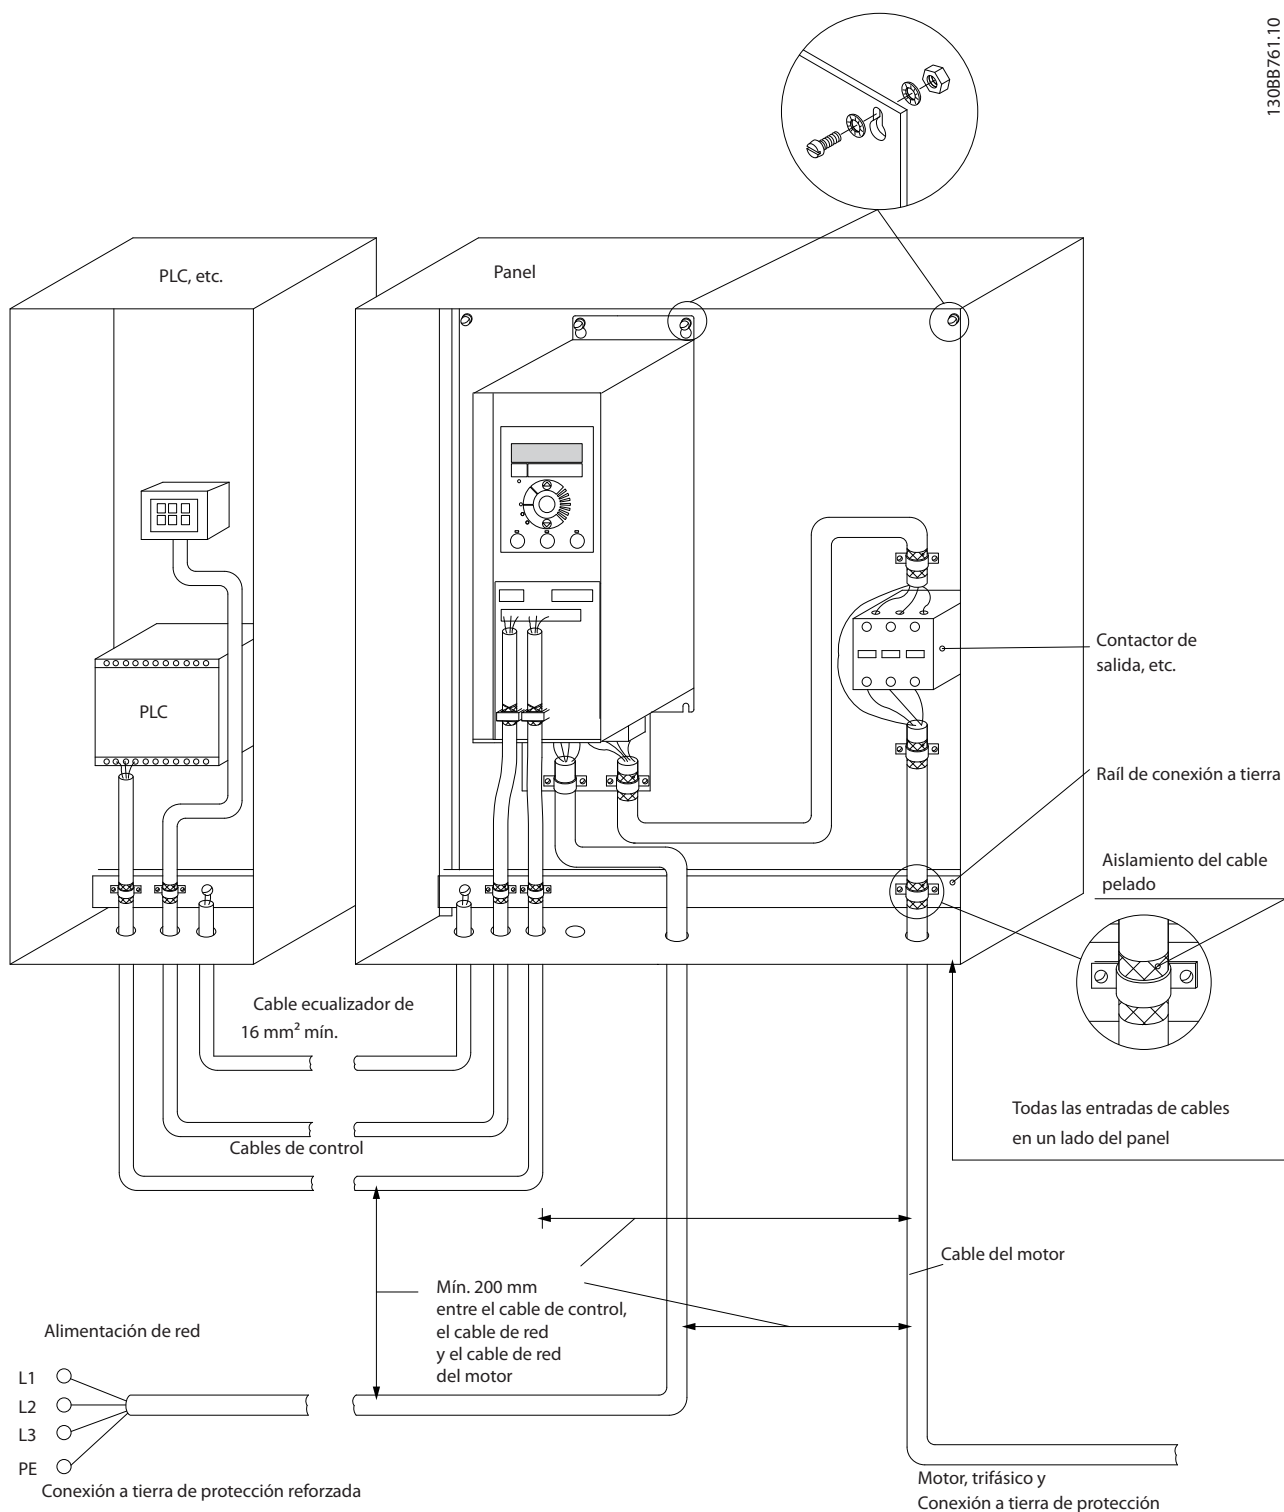 130BB761.10
PLC, etc.
Panel
PLC
Contactor de
salida, etc.
Raíl de conexión a tierra
Aislamiento del cable
pelado
Cable ecualizador de
16 mm² mín.
Todas las entradas de cables
en un lado del panel
Cables de control
Cable del motor
Mín. 200 mm
entre el cable de control,
el cable de red
y el cable de red
del motor
Alimentación de red
L1
L2
L3
PE
Conexión a tierra de protección reforzada
Motor, trifásico y
Conexión a tierra de protección